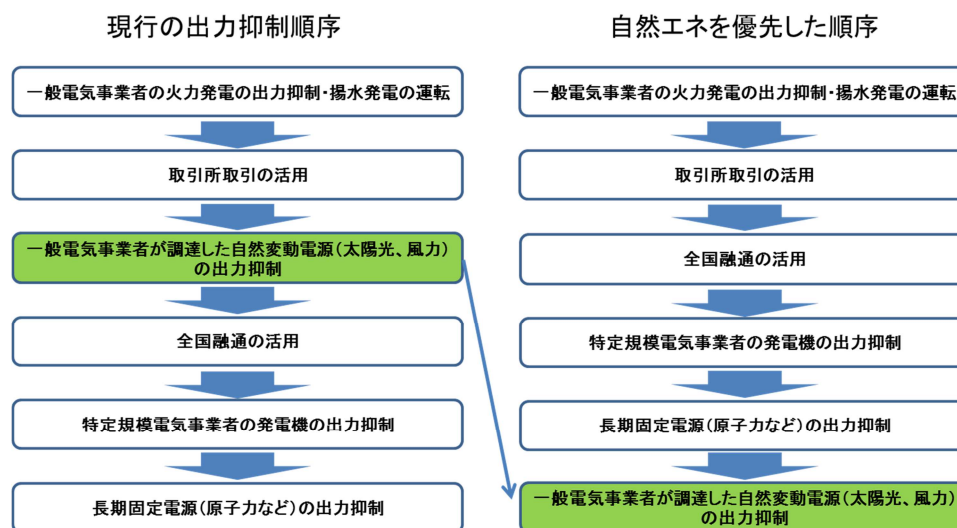 現行の出力抑制順序
一般電気事業者の火力発電の出力抑制・揚水発電の運転
取引所取引の活用
一般電気事業者が調達した自然変動電源(太陽光、風力)
の出力抑制
全国融通の活用
特定規模電気事業者の発電機の出力抑制
長期固定電源(原子力など)の出力抑制
自然エネを優先した順序
一般電気事業者の火力発電の出力抑制・揚水発電の運転
取引所取引の活用
全国融通の活用
特定規模電気事業者の発電機の出力抑制
長期固定電源(原子力など)の出力抑制
一般電気事業者が調達した自然変動電源(太陽光、風力)
の出力抑制